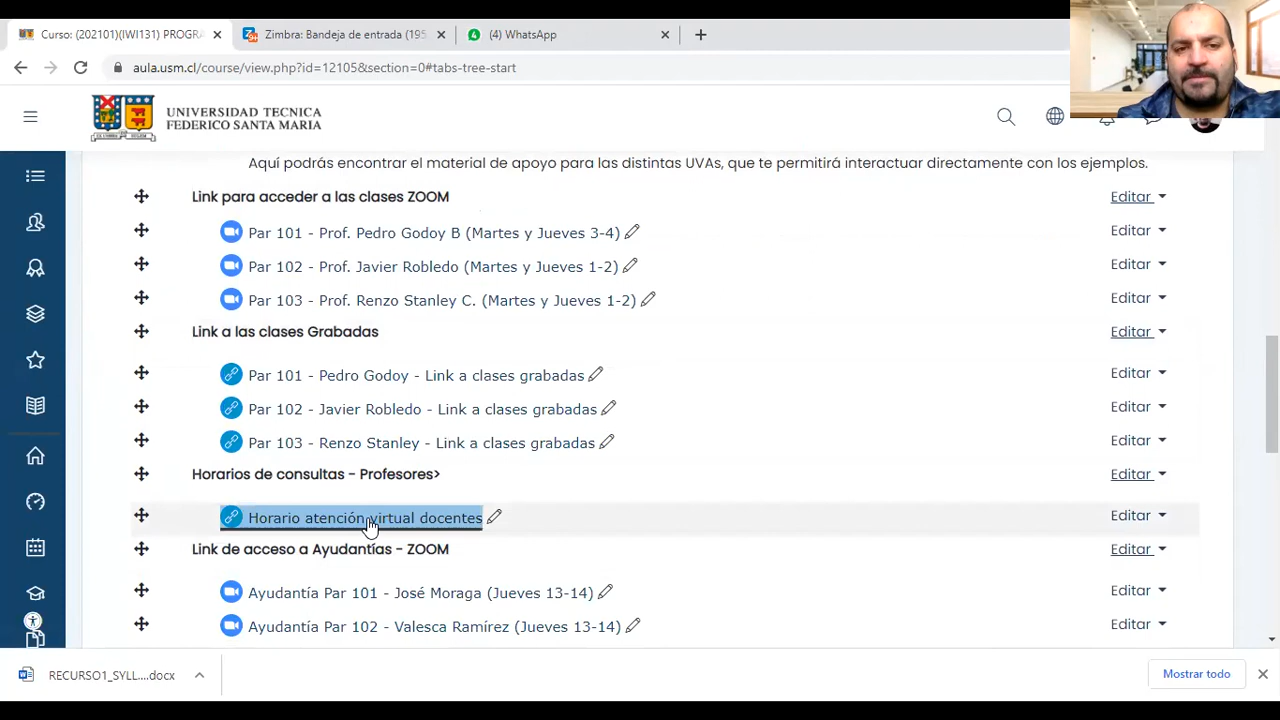 Curso: (202101)(IWI131) PROGRA
Zimbra: Bandeja de entrada (195
(4) WhatsApp
aula.usm.cl/course/view.php?id=12105&section=0#tabs-tree-start
UNIVERSIDAD TECNICA
FEDERICO SANTA MARIA
Aquí podrás encontrar el material de apoyo para las distintas UVAs, que te permitirá interactuar directamente con los ejemplos.
Link para acceder a las clases ZOOM Editar
Par 101 - Prof. Pedro Godoy B (Martes y Jueves 3-4) Editar
Par 102 - Prof. Javier Robledo (Martes y Jueves 1-2) Editar
Par 103 - Prof. Renzo Stanley C. (Martes y Jueves 1-2) Editar
Link a las clases Grabadas Editar
Par 101 - Pedro Godoy - Link a clases grabadas Editar
Par 102 - Javier Robledo - Link a clases grabadas Editar
Par 103 - Renzo Stanley - Link a clases grabadas Editar
Horarios de consultas - Profesores> Editar
Horario atención virtual docentes Editar
Link de acceso a Ayudantías - ZOOM Editar
Ayudantía Par 101 - José Moraga (Jueves 13-14) Editar
Ayudantía Par 102 - Valesca Ramírez (Jueves 13-14) Editar
RECURSO1_SYLL....docx Mostrar todo